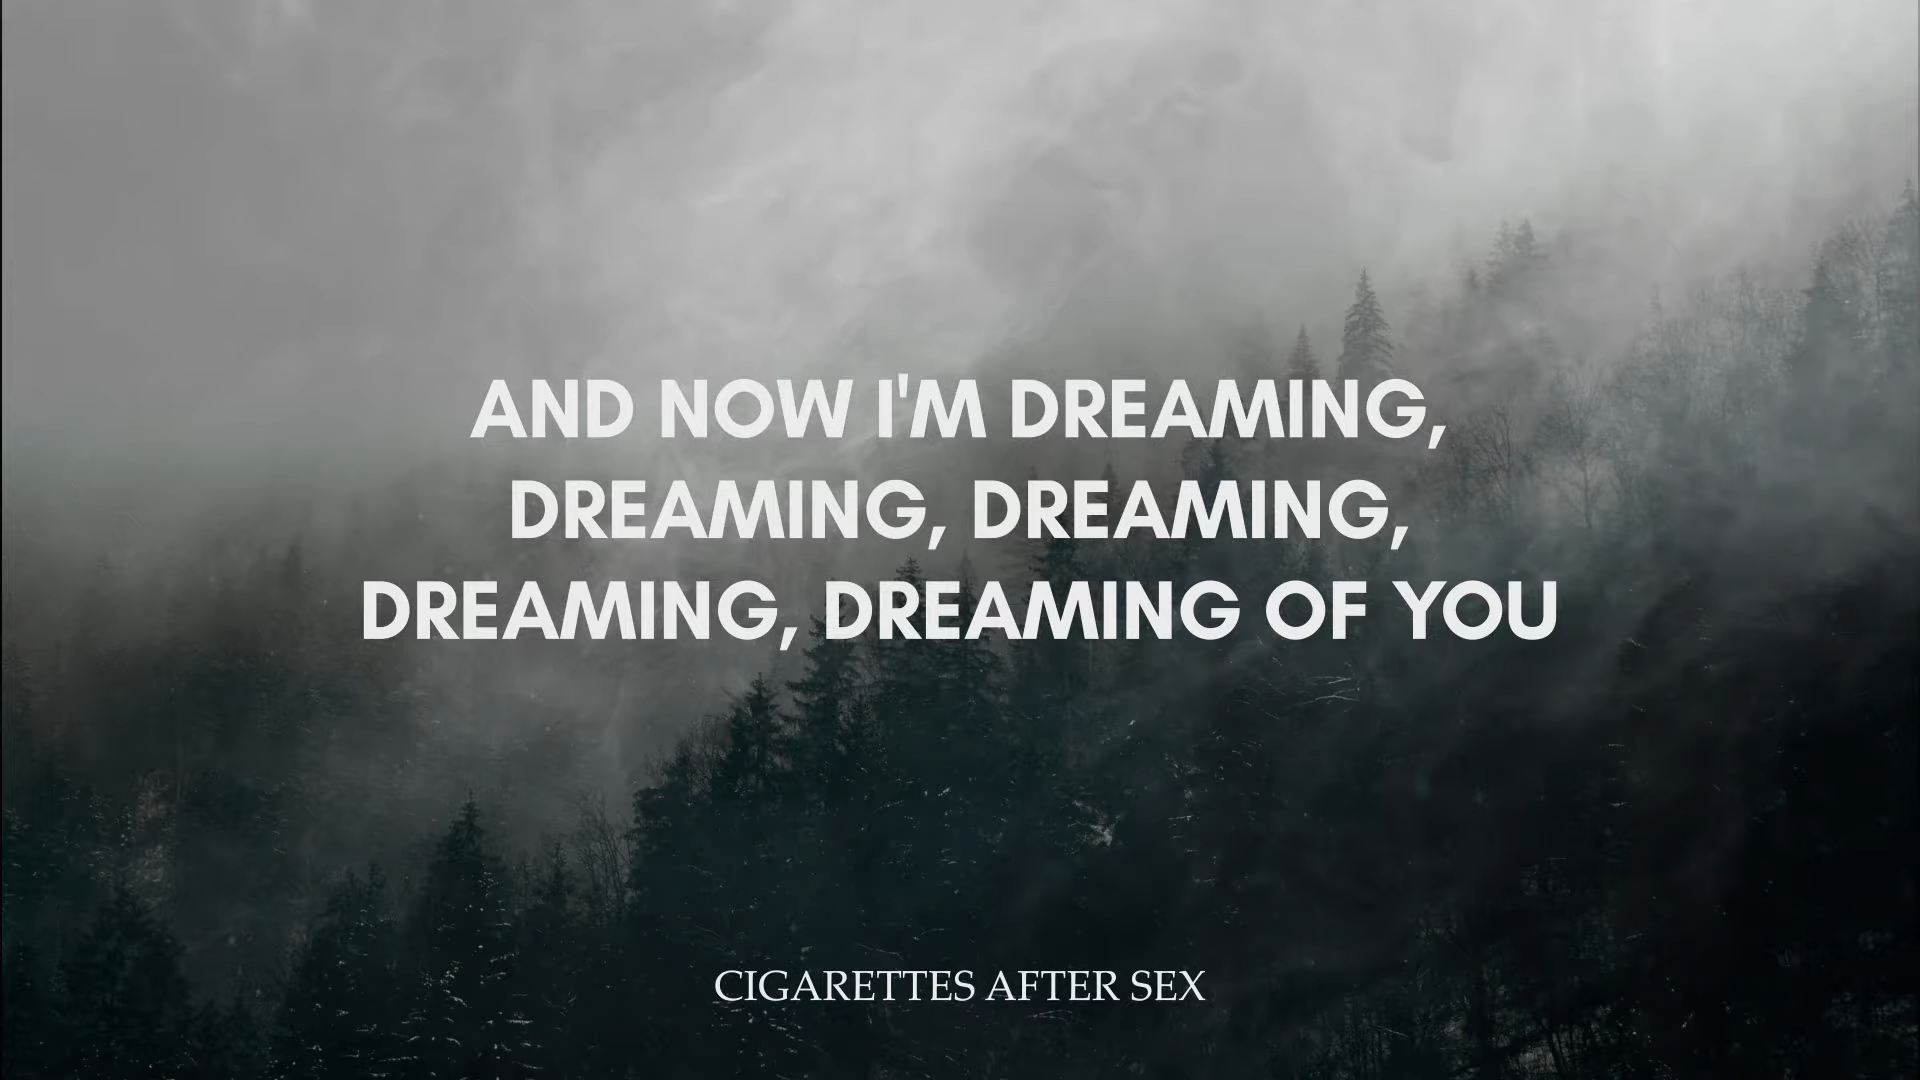 AND NOW I'M DREAMING,
DREAMING, DREAMING,
DREAMING, DREAMING OF YOU
CIGARETTES AFTER SEX